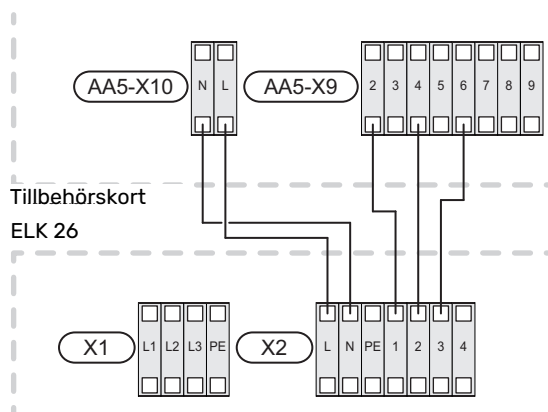 AA5-X10 N L AA5-X9 2 3 4 5 6 7 8 9
Tillbehörskort
ELK 26
X1 L1 L2 L3 PE X2 L N PE 1 2 3 4